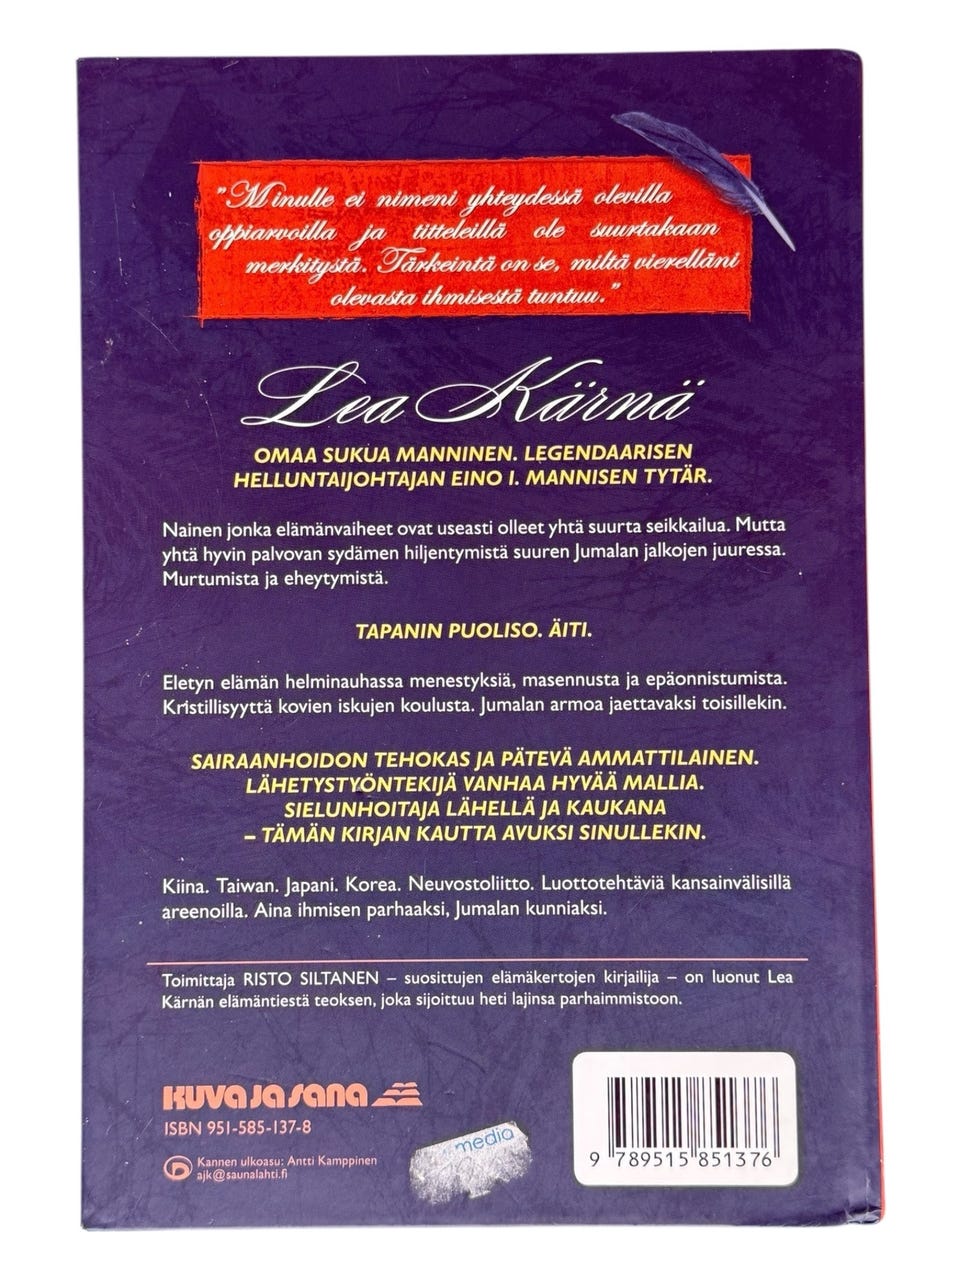 "Minulle ei nimeni yhteydessä olevilla
oppiarvoilla ja titteleillä ole suurtakaan
merkitystä. Tärkeintä on se, miltä vierelläni
olevasta ihmisestä tuntuu."
Lea Kärnä
OMAA SUKUA MANNINEN. LEGENDAARISEN
HELLUNTAIJOHTAJAN EINO I. MANNISEN TYTÄR.
Nainen jonka elämänvaiheet ovat useasti olleet yhtä suurta seikkailua. Mutta
yhtä hyvin palvovan sydämen hiljentymistä suuren Jumalan jalkojen juuressa.
Murtumista ja eheytymistä.
TAPANIN PUOLISO. ÄITI.
Eletyn elämän helminauhassa menestyksiä, masennusta ja epäonnistumista.
Kristillisyyttä kovien iskujen koulusta. Jumalan armoa jaettavaksi toisillekin.
SAIRAANHOIDON TEHOKAS JA PÄTEVÄ AMMATTILAINEN.
LÄHETYSTYÖNTEKIJÄ VANHAA HYVÄÄ MALLIA.
SIELUNHOITAJA LÄHELLÄ JA KAUKANA
– TÄMÄN KIRJAN KAUTTA AVUKSI SINULLEKIN.
Kiina. Taiwan. Japani. Korea. Neuvostoliitto. Luottotehtäviä kansainvälisillä
areenoilla. Aina ihmisen parhaaksi, Jumalan kunniaksi.
Toimittaja RISTO SILTANEN – suosittujen elämäkertojen kirjailija – on luonut Lea
Kärnän elämäntiestä teoksen, joka sijoittuu heti lajinsa parhaimmistoon.
KUVA JA SANA
ISBN 951-585-137-8
Kannen ulkoasu: Antti Kamppinen
ajk@saunalahti.fi
media
9 789515 851376